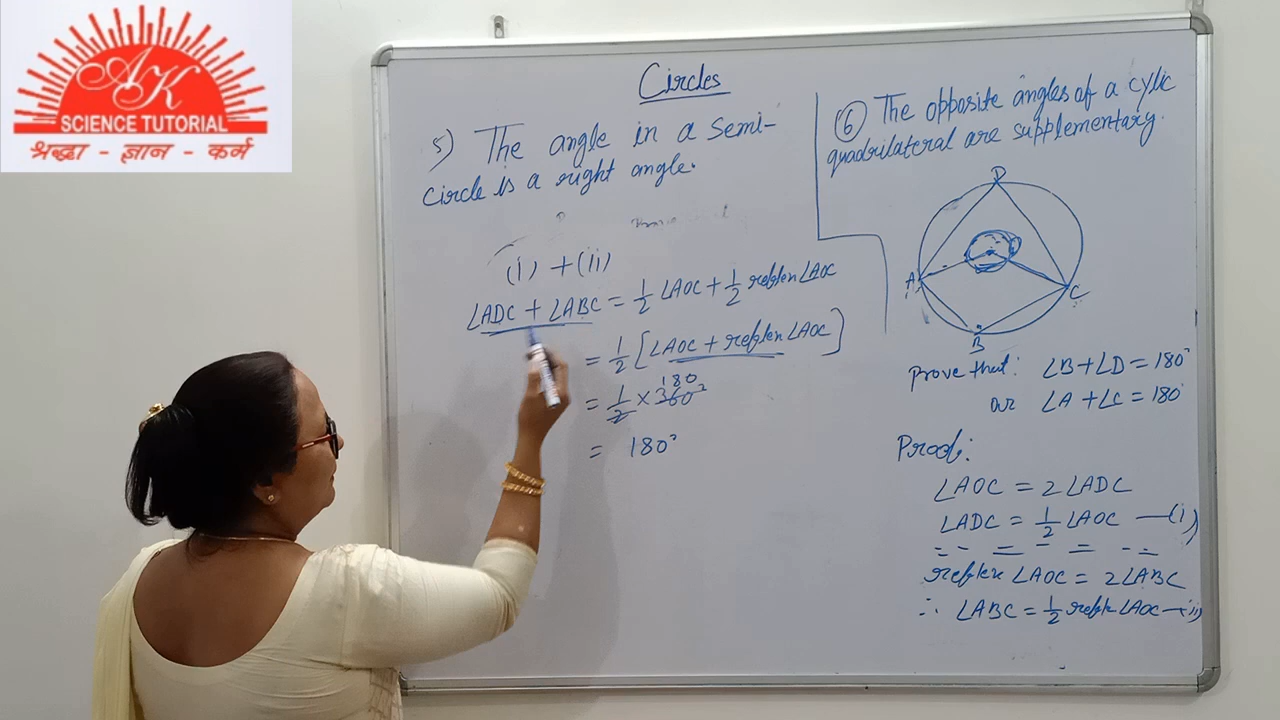 AK
SCIENCE TUTORIAL
श्रद्धा - ज्ञान - कर्म
Circles
5) The angle in a semi-
circle is a right angle.
(i) + (ii)
∠ADC + ∠ABC = 1/2 ∠AOC + 1/2 reflex ∠AOC
= 1/2 [∠AOC + reflex ∠AOC]
180
= 1/2 × 360°
= 180°
6 The opposite angles of a cylic
quadrilateral are supplementary.
D
A
C
B
Prove that: ∠B + ∠D = 180°
or ∠A + ∠C = 180°
Proof:
∠AOC = 2∠ADC
∠ADC = 1/2 ∠AOC —(i)
reflex ∠AOC = 2∠ABC
∴ ∠ABC = 1/2 reflex ∠AOC —ii)